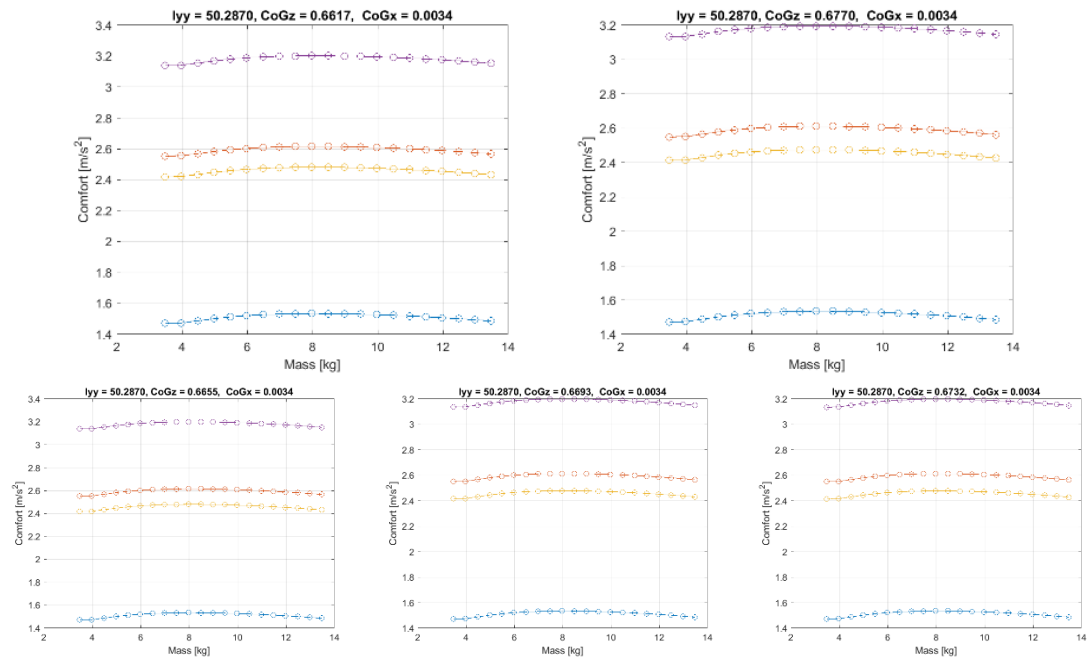 Iyy = 50.2870, CoGz = 0.6617, CoGx = 0.0034
3.4
3.2
3
2.8
2.6
2.4
2.2
2
1.8
1.6
1.4
Comfort [m/s²]
2 4 6 8 10 12 14
Mass [kg]
Iyy = 50.2870, CoGz = 0.6770, CoGx = 0.0034
3.2
3
2.8
2.6
2.4
2.2
2
1.8
1.6
1.4
Comfort [m/s²]
2 4 6 8 10 12 14
Mass [kg]
Iyy = 50.2870, CoGz = 0.6655, CoGx = 0.0034
3.4
3.2
3
2.8
2.6
2.4
2.2
2
1.8
1.6
1.4
Comfort [m/s²]
2 4 6 8 10 12 14
Mass [kg]
Iyy = 50.2870, CoGz = 0.6693, CoGx = 0.0034
3.2
3
2.8
2.6
2.4
2.2
2
1.8
1.6
1.4
Comfort [m/s²]
2 4 6 8 10 12 14
Mass [kg]
Iyy = 50.2870, CoGz = 0.6732, CoGx = 0.0034
3.2
3
2.8
2.6
2.4
2.2
2
1.8
1.6
1.4
Comfort [m/s²]
2 4 6 8 10 12 14
Mass [kg]